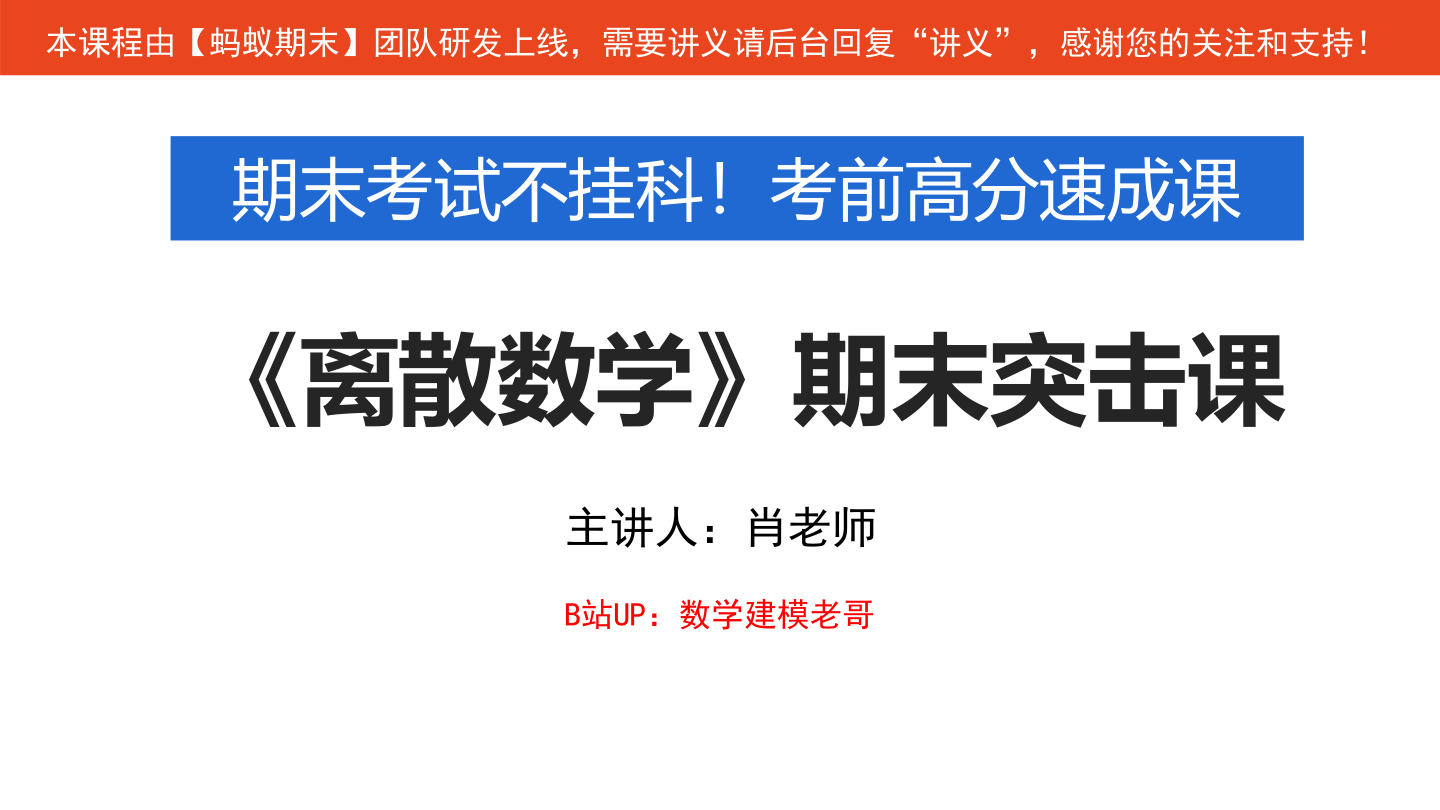 本课程由【蚂蚁期末】团队研发上线，需要讲义请后台回复“讲义”，感谢您的关注和支持！
期末考试不挂科！考前高分速成课
《离散数学》期末突击课
主讲人：肖老师
B站UP：数学建模老哥